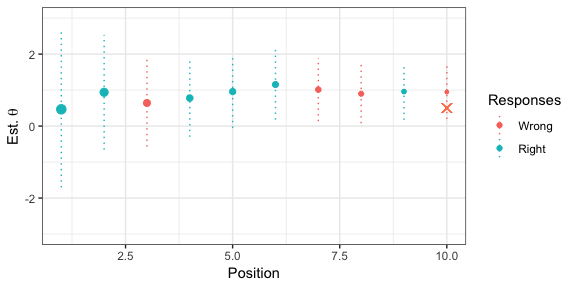 2
0
-2
Est. θ
2.5
5.0
7.5
10.0
Position
Responses
Wrong
Right